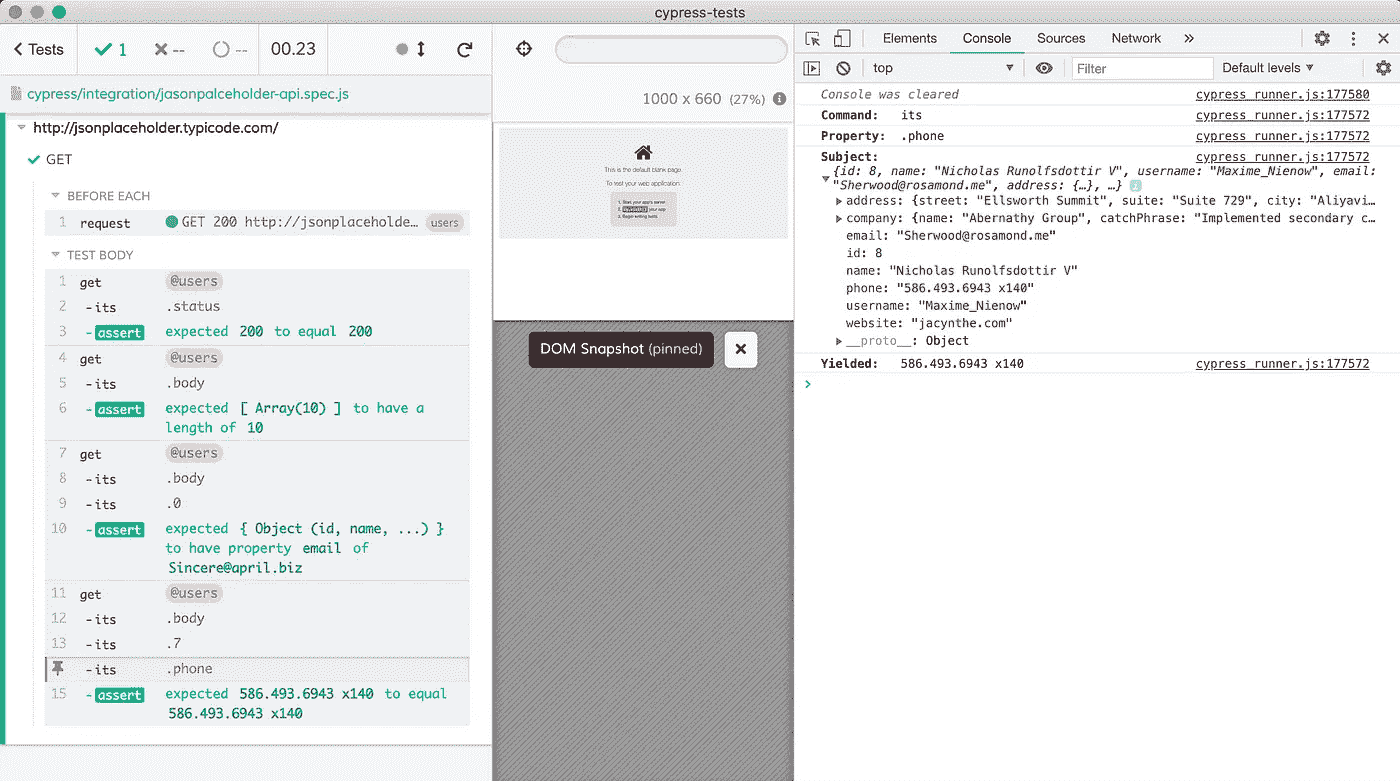 cypress-tests
Tests
1
--
--
00.23
cypress/integration/jasonpalceholder-api.spec.js
http://jsonplaceholder.typicode.com/
GET
BEFORE EACH
1 request GET 200 http://jsonplaceholde… users
TEST BODY
1 get @users
2 -its .status
3 -assert expected 200 to equal 200
4 get @users
5 -its .body
6 -assert expected [ Array(10) ] to have a
length of 10
7 get @users
8 -its .body
9 -its .0
10 -assert expected { Object (id, name, ...) }
to have property email of
Sincere@april.biz
11 get @users
12 -its .body
13 -its .7
-its .phone
15 -assert expected 586.493.6943 x140 to equal
586.493.6943 x140
1000 x 660 (27%)
This is the default blank page.
To test your web application:
1. Start your app's server
2. your app
3. Begin writing tests
DOM Snapshot (pinned)
Elements Console Sources Network
top Filter Default levels
Console was cleared cypress_runner.js:177580
Command: its cypress_runner.js:177572
Property: .phone cypress_runner.js:177572
Subject: cypress_runner.js:177572
{id: 8, name: "Nicholas Runolfsdottir V", username: "Maxime_Nienow", email:
"Sherwood@rosamond.me", address: {…}, …}
address: {street: "Ellsworth Summit", suite: "Suite 729", city: "Aliyavi…
company: {name: "Abernathy Group", catchPhrase: "Implemented secondary c…
email: "Sherwood@rosamond.me"
id: 8
name: "Nicholas Runolfsdottir V"
phone: "586.493.6943 x140"
username: "Maxime_Nienow"
website: "jacynthe.com"
__proto__: Object
Yielded: 586.493.6943 x140 cypress_runner.js:177572